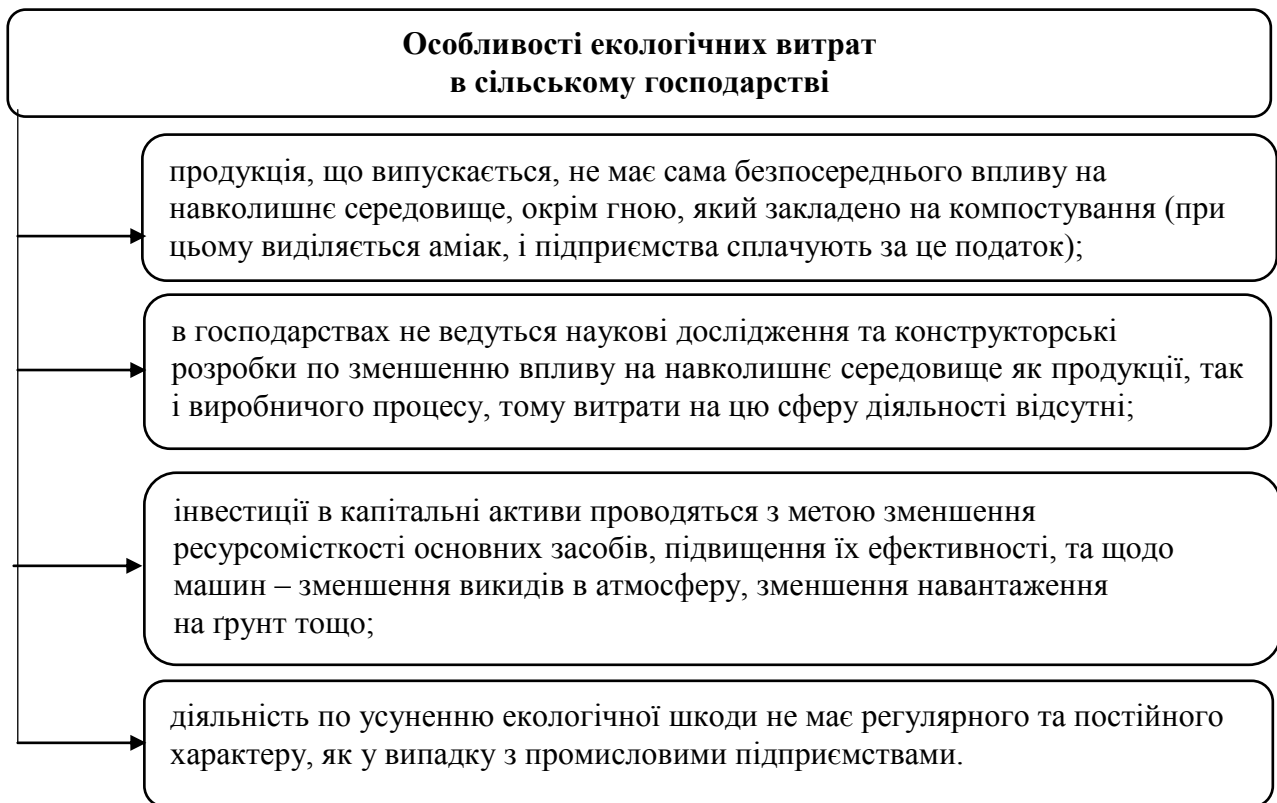 Особливості екологічних витрат
в сільському господарстві
продукція, що випускається, не має сама безпосереднього впливу на
навколишнє середовище, окрім гною, який закладено на компостування (при
цьому виділяється аміак, і підприємства сплачують за це податок);
в господарствах не ведуться наукові дослідження та конструкторські
розробки по зменшенню впливу на навколишнє середовище як продукції, так
і виробничого процесу, тому витрати на цю сферу діяльності відсутні;
інвестиції в капітальні активи проводяться з метою зменшення
ресурсомісткості основних засобів, підвищення їх ефективності, та щодо
машин – зменшення викидів в атмосферу, зменшення навантаження
на ґрунт тощо;
діяльність по усуненню екологічної шкоди не має регулярного та постійного
характеру, як у випадку з промисловими підприємствами.